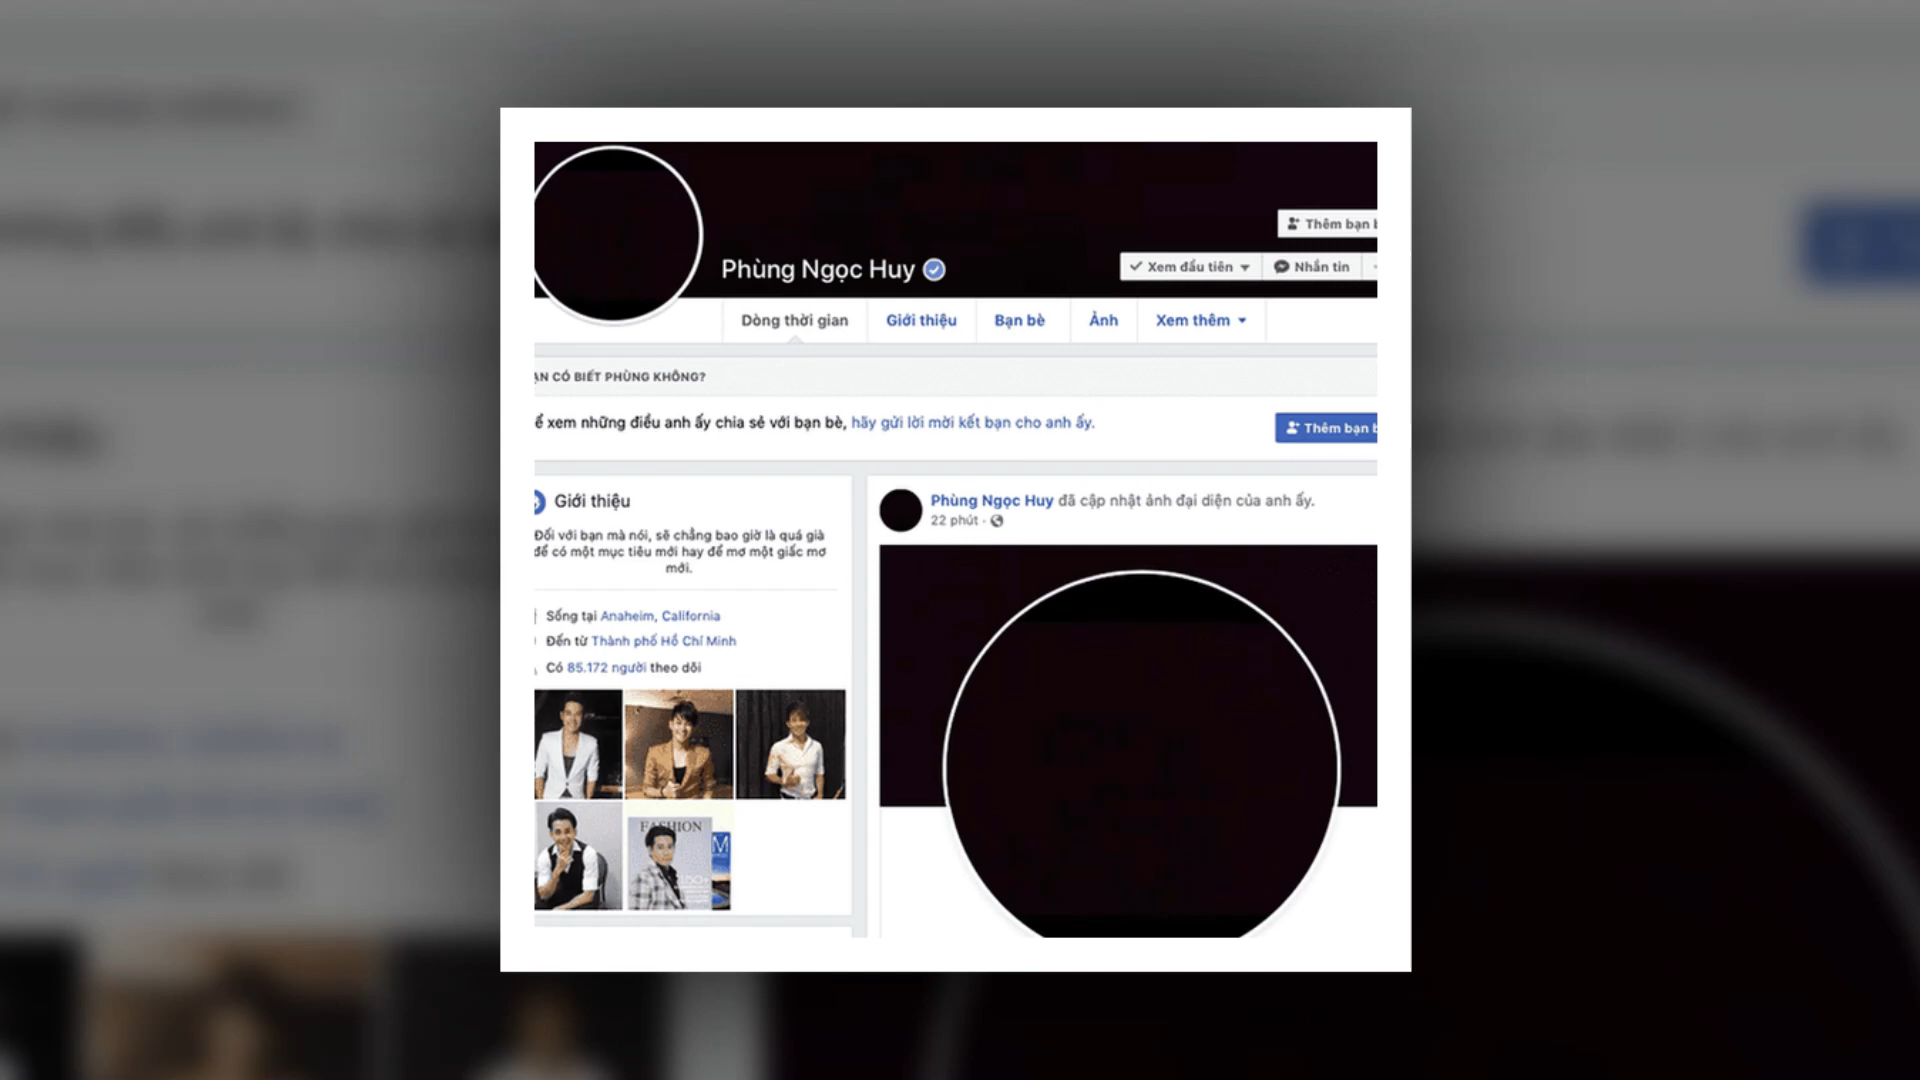 Thêm bạn b
Phùng Ngọc Huy
Xem đầu tiên
Nhắn tin
Dòng thời gian
Giới thiệu
Bạn bè
Ảnh
Xem thêm
ẠN CÓ BIẾT PHÙNG KHÔNG?
ể xem những điều anh ấy chia sẻ với bạn bè, hãy gửi lời mời kết bạn cho anh ấy.
Thêm bạn b
Giới thiệu
Đối với bạn mà nói, sẽ chẳng bao giờ là quá già
để có một mục tiêu mới hay để mơ một giấc mơ
mới.
Sống tại Anaheim, California
Đến từ Thành phố Hồ Chí Minh
Có 85.172 người theo dõi
FASHION
M
Phùng Ngọc Huy đã cập nhật ảnh đại diện của anh ấy.
22 phút ·